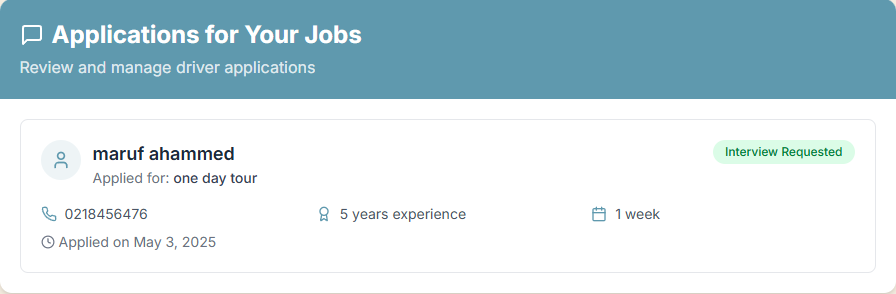 Applications for Your Jobs
Review and manage driver applications
maruf ahammed
Interview Requested
Applied for: one day tour
0218456476
5 years experience
1 week
Applied on May 3, 2025